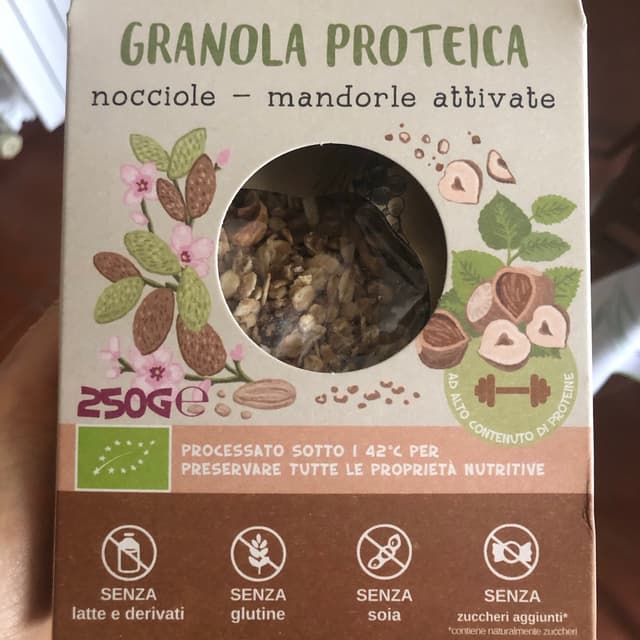 GRANOLA PROTEICA
nocciole – mandorle attivate
250G e
AD ALTO CONTENUTO DI PROTEINE
PROCESSATO SOTTO I 42°C PER
PRESERVARE TUTTE LE PROPRIETÀ NUTRITIVE
SENZA
latte e derivati
SENZA
glutine
SENZA
soia
SENZA
zuccheri aggiunti*
*contiene naturalmente zuccheri